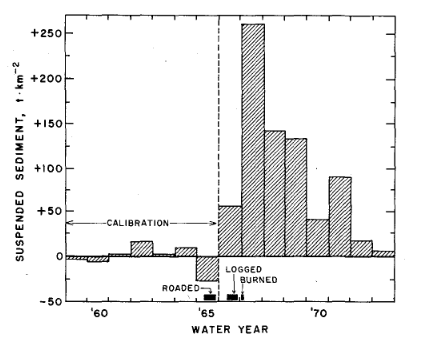 SUSPENDED SEDIMENT, t·km⁻²
+250
+200
+150
+100
+50
0
-50
CALIBRATION
ROADED
LOGGED
BURNED
'60
'65
'70
WATER YEAR